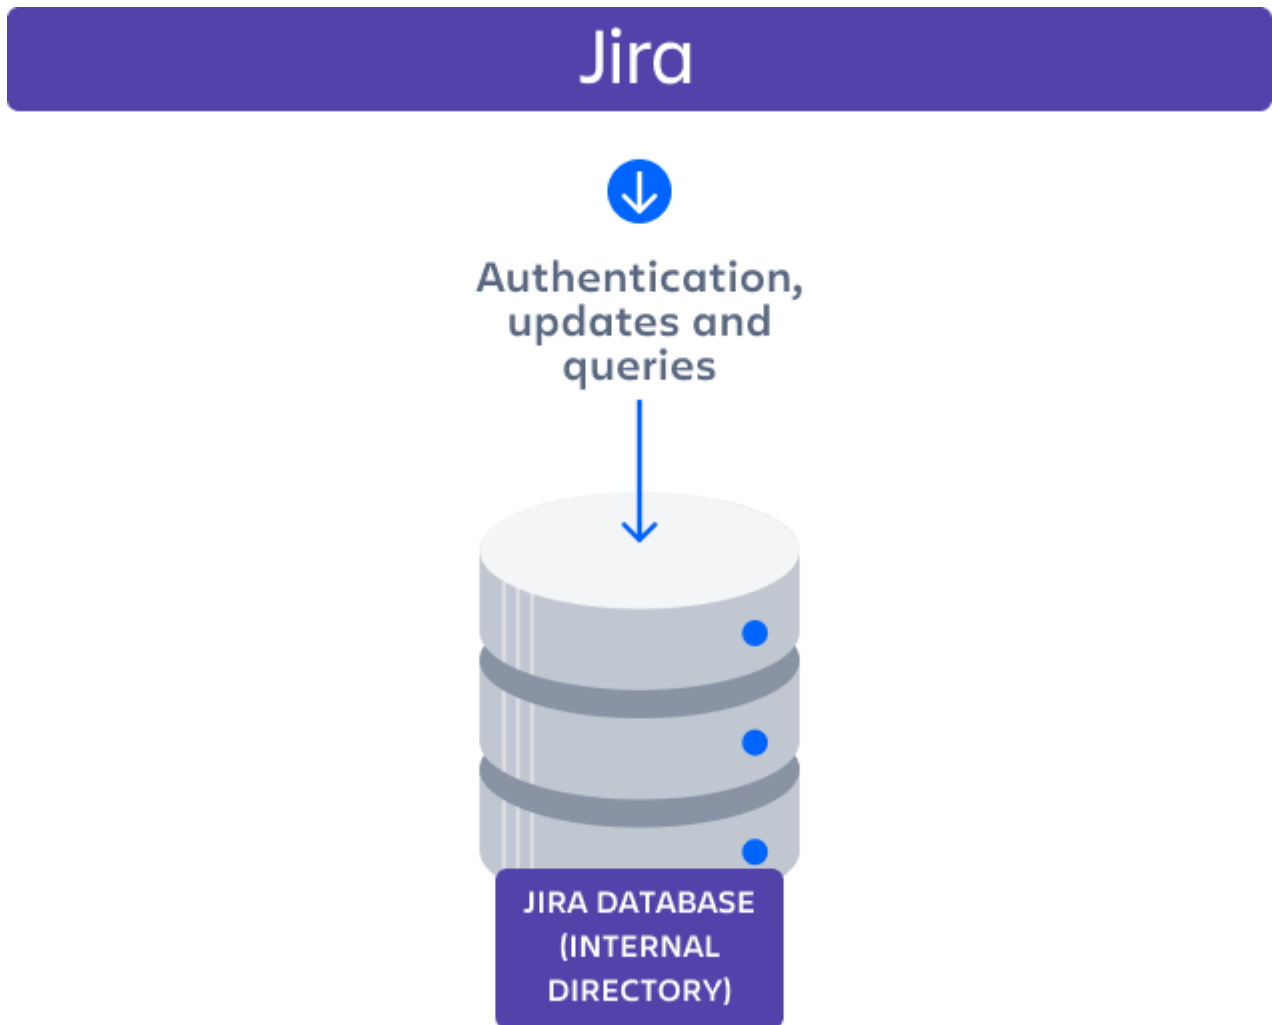 Jira
Authentication,
updates and
queries
JIRA DATABASE
(INTERNAL
DIRECTORY)